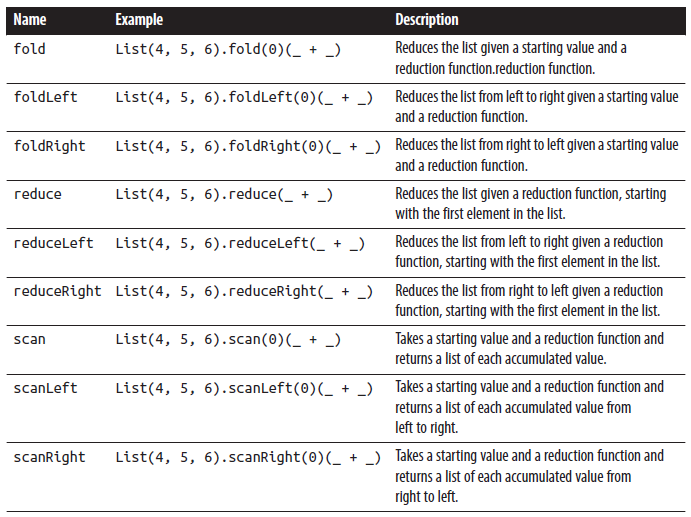 Name Example Description
fold List(4, 5, 6).fold(0)(_ + _) Reduces the list given a starting value and a
reduction function.reduction function.
foldLeft List(4, 5, 6).foldLeft(0)(_ + _) Reduces the list from left to right given a starting value
and a reduction function.
foldRight List(4, 5, 6).foldRight(0)(_ + _) Reduces the list from right to left given a starting value
and a reduction function.
reduce List(4, 5, 6).reduce(_ + _) Reduces the list given a reduction function, starting
with the first element in the list.
reduceLeft List(4, 5, 6).reduceLeft(_ + _) Reduces the list from left to right given a reduction
function, starting with the first element in the list.
reduceRight List(4, 5, 6).reduceRight(_ + _) Reduces the list from right to left given a reduction
function, starting with the first element in the list.
scan List(4, 5, 6).scan(0)(_ + _) Takes a starting value and a reduction function and
returns a list of each accumulated value.
scanLeft List(4, 5, 6).scanLeft(0)(_ + _) Takes a starting value and a reduction function and
returns a list of each accumulated value from
left to right.
scanRight List(4, 5, 6).scanRight(0)(_ + _) Takes a starting value and a reduction function and
returns a list of each accumulated value from
right to left.